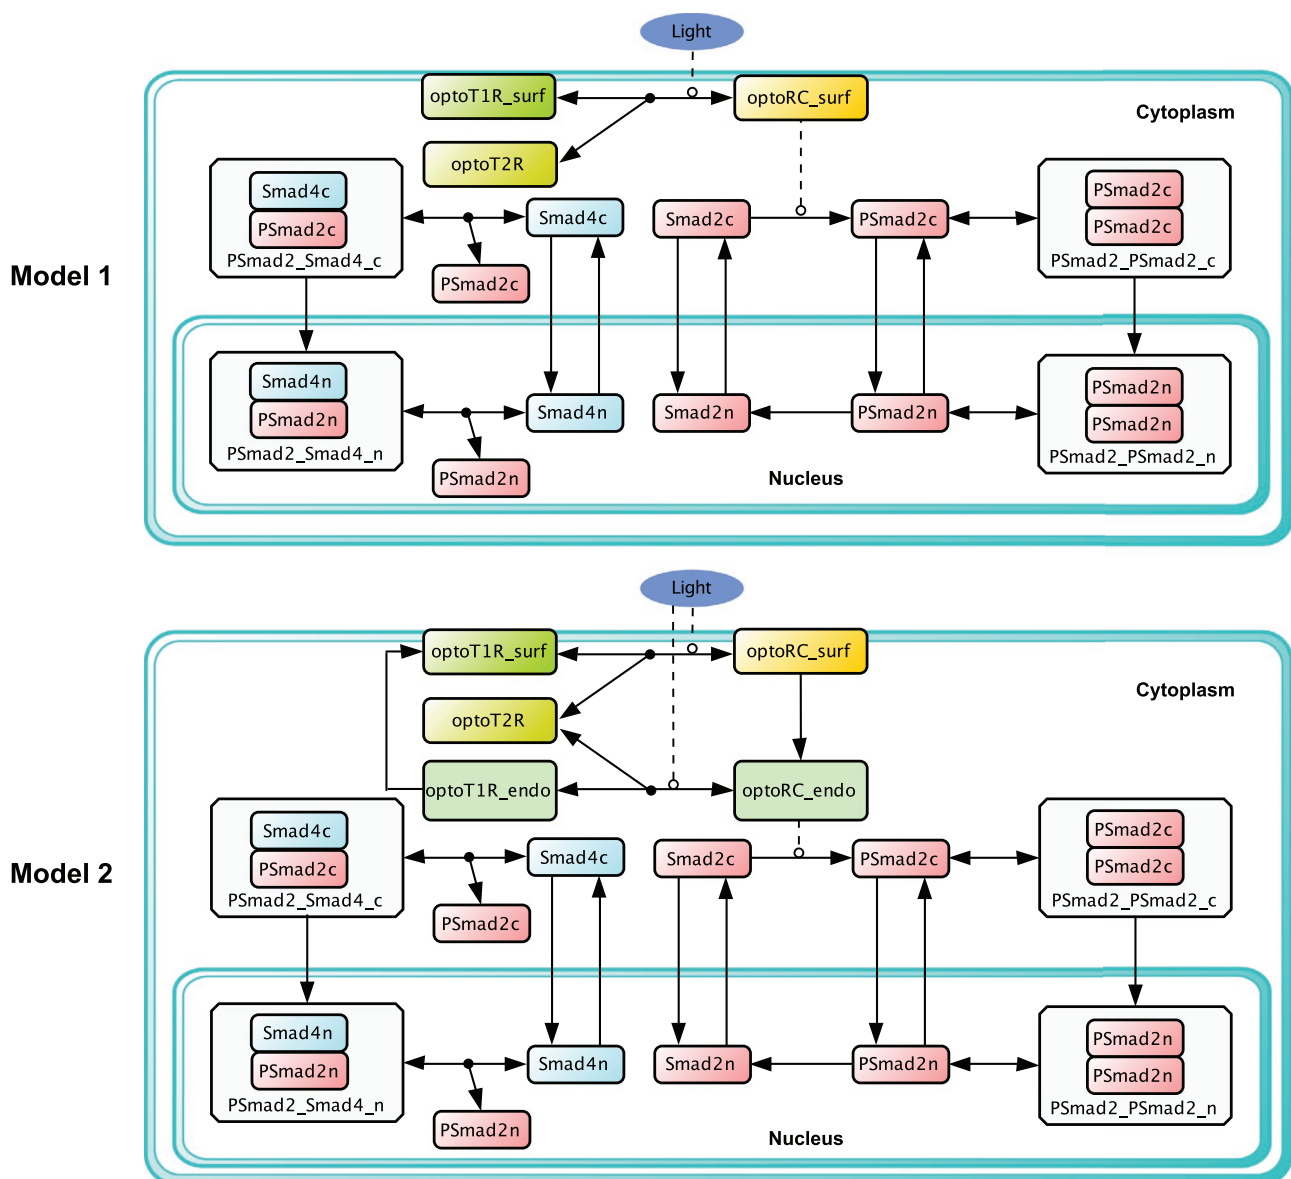 Light
optoT1R_surf
optoRC_surf
Cytoplasm
optoT2R
Smad4c
PSmad2c
PSmad2_Smad4_c
Smad4c
PSmad2c
Smad2c
PSmad2c
PSmad2c
PSmad2c
PSmad2_PSmad2_c
Model 1
Smad4n
PSmad2n
PSmad2_Smad4_n
Smad4n
PSmad2n
Smad2n
PSmad2n
PSmad2n
PSmad2n
PSmad2_PSmad2_n
Nucleus
Light
optoT1R_surf
optoRC_surf
Cytoplasm
optoT2R
optoT1R_endo
optoRC_endo
Smad4c
PSmad2c
PSmad2_Smad4_c
Smad4c
PSmad2c
Smad2c
PSmad2c
PSmad2c
PSmad2c
PSmad2_PSmad2_c
Model 2
Smad4n
PSmad2n
PSmad2_Smad4_n
Smad4n
PSmad2n
Smad2n
PSmad2n
PSmad2n
PSmad2n
PSmad2_PSmad2_n
Nucleus